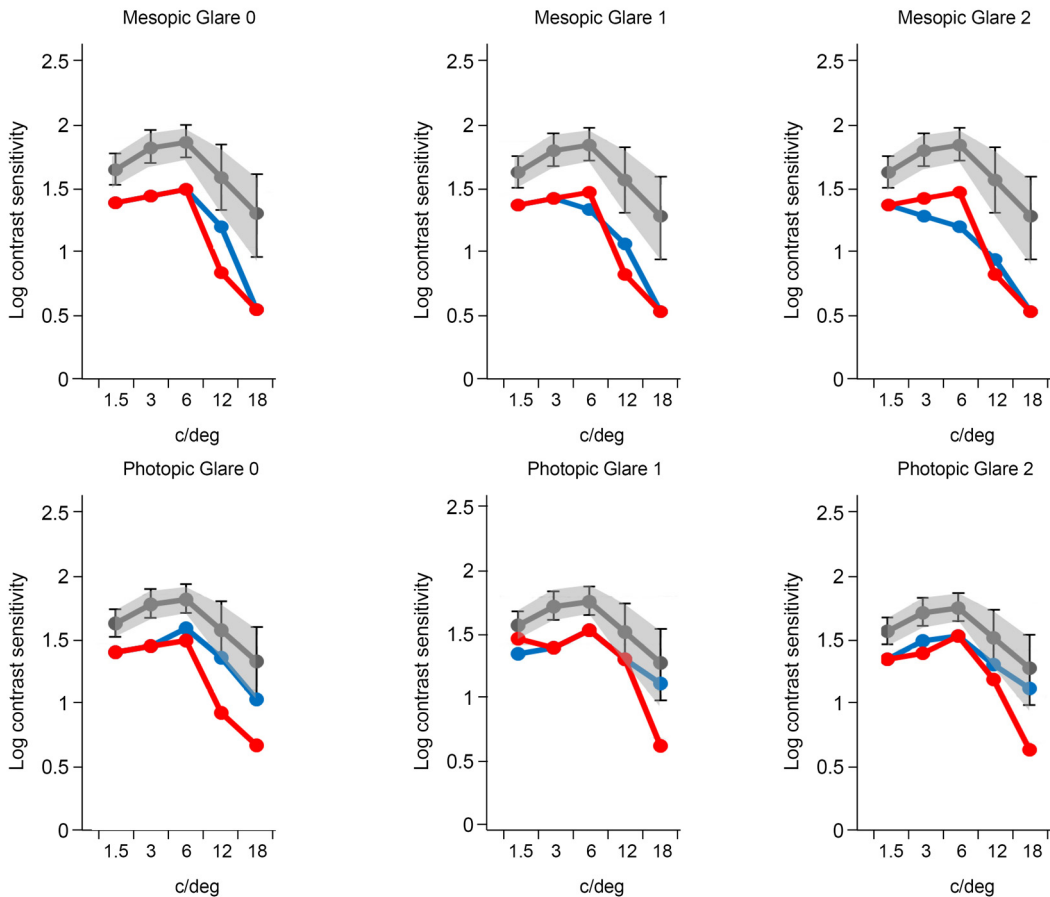 Mesopic Glare 0
Log contrast sensitivity
2.5
2
1.5
1
0.5
0
1.5 3 6 12 18
c/deg
Mesopic Glare 1
Log contrast sensitivity
2.5
2
1.5
1
0.5
0
1.5 3 6 12 18
c/deg
Mesopic Glare 2
Log contrast sensitivity
2.5
2
1.5
1
0.5
0
1.5 3 6 12 18
c/deg
Photopic Glare 0
Log contrast sensitivity
2.5
2
1.5
1
0.5
0
1.5 3 6 12 18
c/deg
Photopic Glare 1
Log contrast sensitivity
2.5
2
1.5
1
0.5
0
1.5 3 6 12 18
c/deg
Photopic Glare 2
Log contrast sensitivity
2.5
2
1.5
1
0.5
0
1.5 3 6 12 18
c/deg